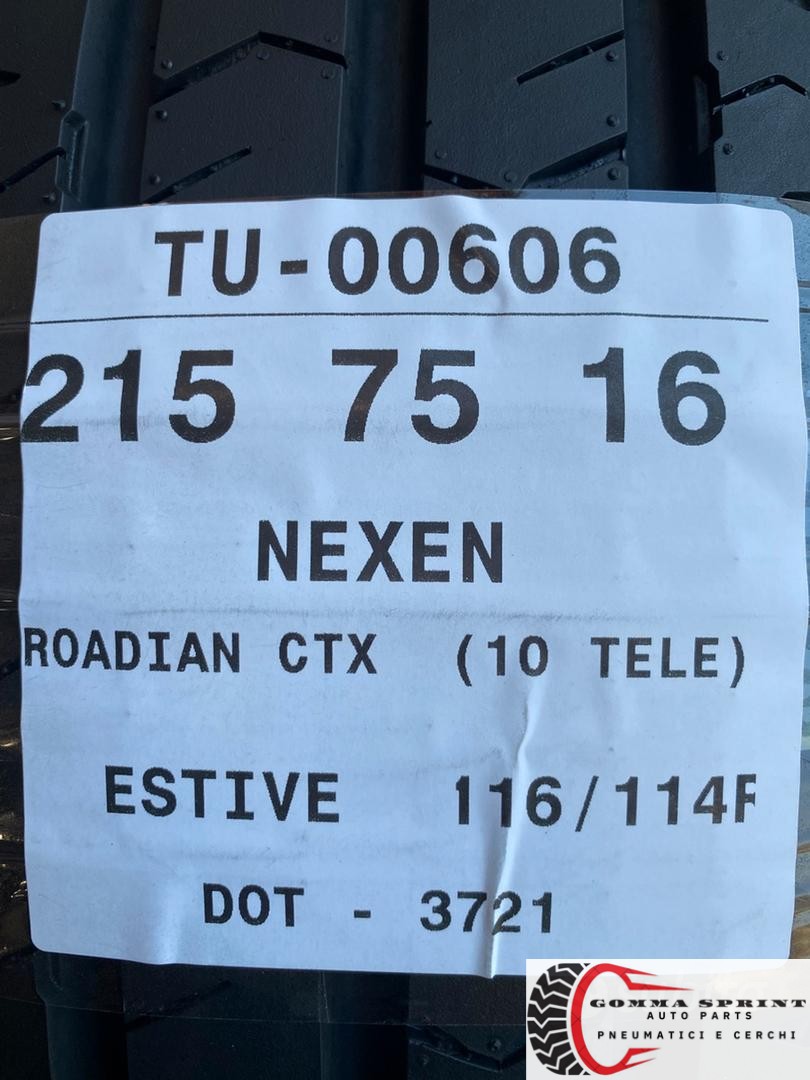 TU-00606
215 75 16
NEXEN
ROADIAN CTX (10 TELE)
ESTIVE 116/114R
DOT - 3721
GOMMA SPRINT
AUTO PARTS
PNEUMATICI E CERCHI